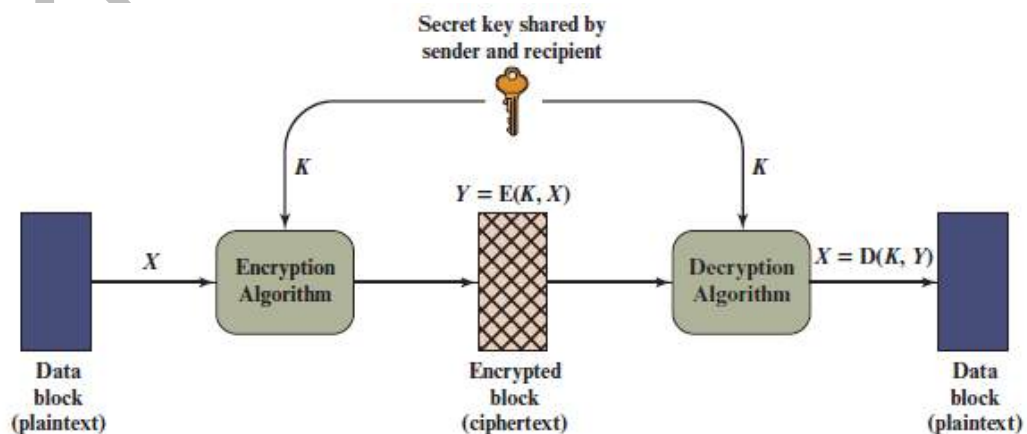 Secret key shared by
sender and recipient
K
K
Y = E(K, X)
X
Encryption
Algorithm
Decryption
Algorithm
X = D(K, Y)
Data
block
(plaintext)
Encrypted
block
(ciphertext)
Data
block
(plaintext)